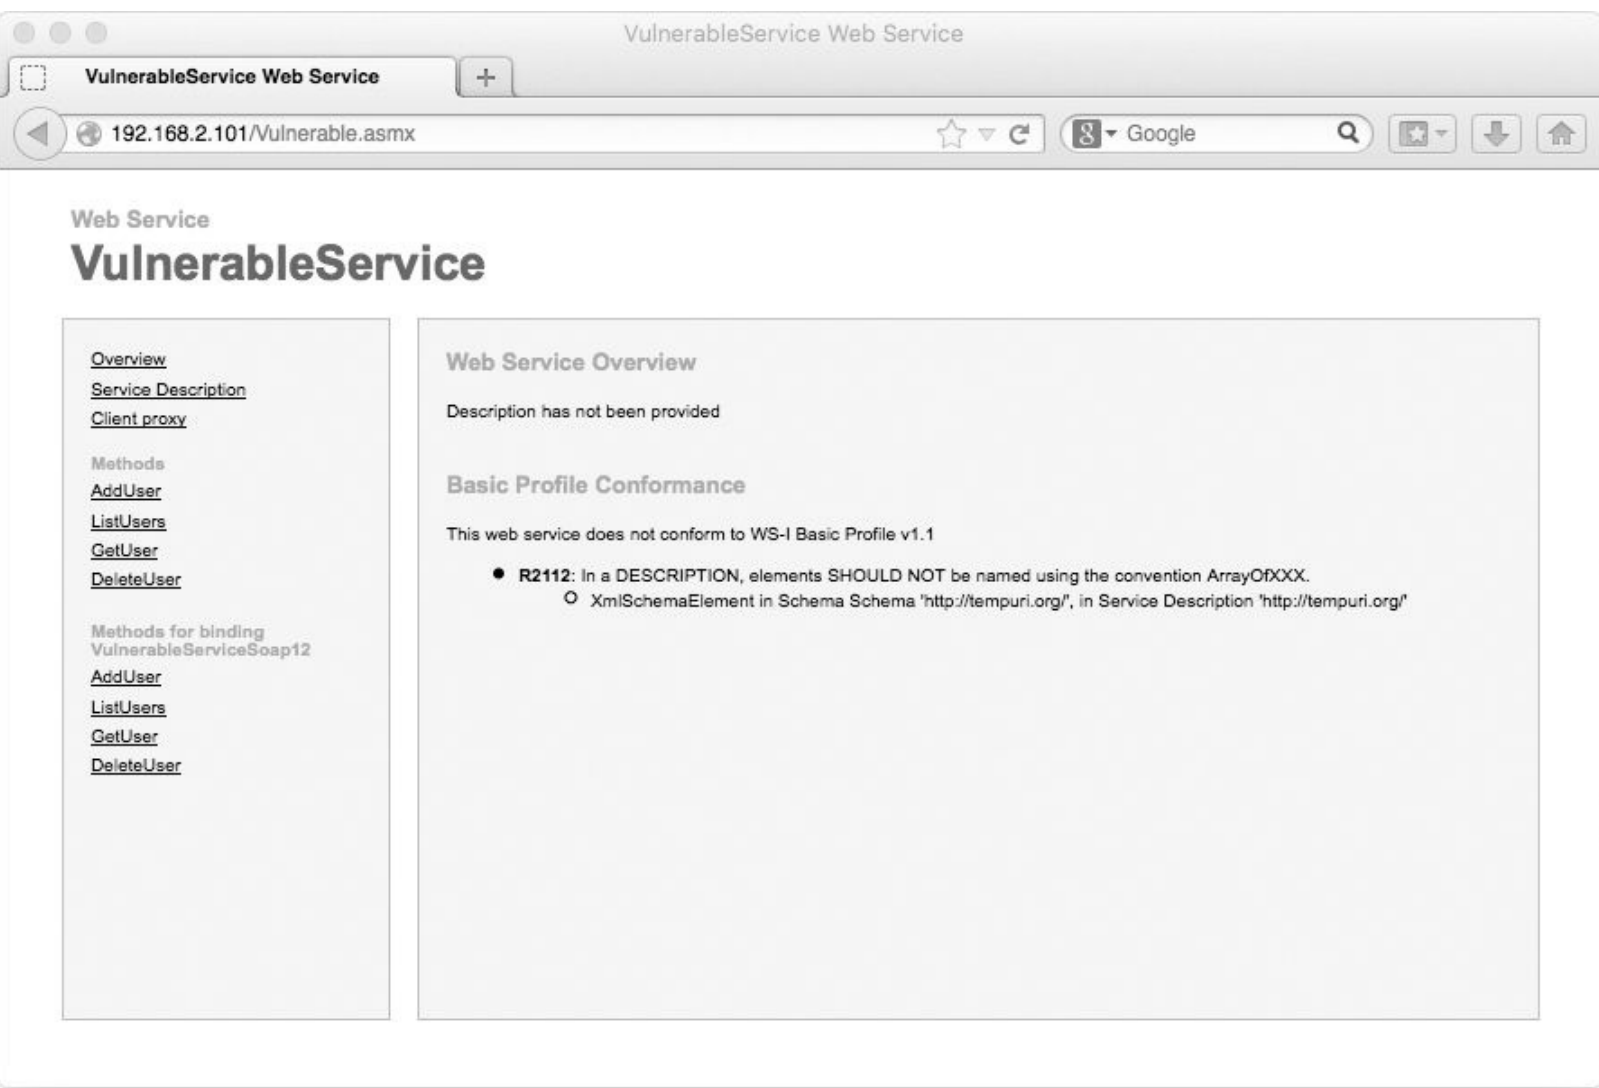 VulnerableService Web Service
VulnerableService Web Service
192.168.2.101/Vulnerable.asmx
8 Google
Web Service
VulnerableService
Overview
Service Description
Client proxy
Methods
AddUser
ListUsers
GetUser
DeleteUser
Methods for binding
VulnerableServiceSoap12
AddUser
ListUsers
GetUser
DeleteUser
Web Service Overview
Description has not been provided
Basic Profile Conformance
This web service does not conform to WS-I Basic Profile v1.1
R2112: In a DESCRIPTION, elements SHOULD NOT be named using the convention ArrayOfXXX.
XmlSchemaElement in Schema Schema 'http://tempuri.org/', in Service Description 'http://tempuri.org/'